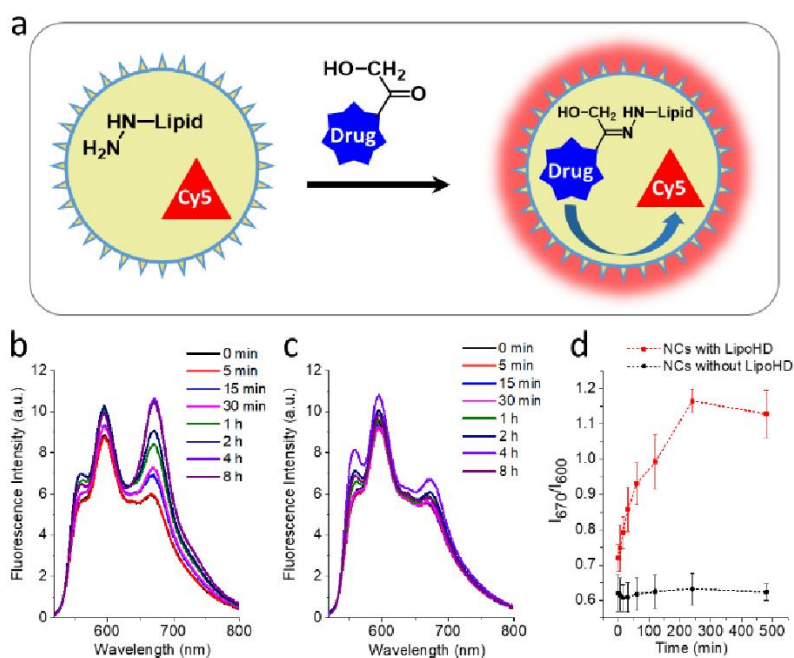 a
HN–Lipid
H₂N
Cy5
HO–CH₂
O
Drug
HO–CH₂ HN–Lipid
N
Drug
Cy5
b
Fluorescence Intensity (a.u.)
12
10
8
6
4
2
0
600
700
800
Wavelength (nm)
0 min
5 min
15 min
30 min
1 h
2 h
4 h
8 h
c
Fluorescence Intensity (a.u.)
12
10
8
6
4
2
0
600
700
800
Wavelength (nm)
0 min
5 min
15 min
30 min
1 h
2 h
4 h
8 h
d
NCs with LipoHD
NCs without LipoHD
I₆₇₀/I₆₀₀
1.2
1.1
1.0
0.9
0.8
0.7
0.6
0 100 200 300 400 500
Time (min)